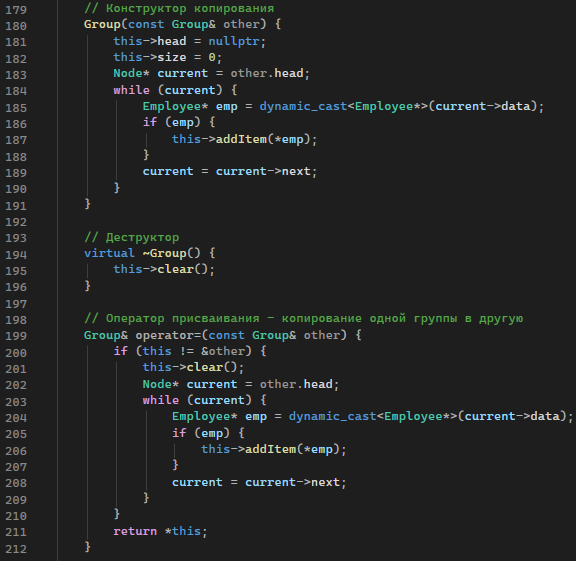 179 // Конструктор копирования
180 Group(const Group& other) {
181 this->head = nullptr;
182 this->size = 0;
183 Node* current = other.head;
184 while (current) {
185 Employee* emp = dynamic_cast<Employee*>(current->data);
186 if (emp) {
187 this->addItem(*emp);
188 }
189 current = current->next;
190 }
191 }
192
193 // Деструктор
194 virtual ~Group() {
195 this->clear();
196 }
197
198 // Оператор присваивания - копирование одной группы в другую
199 Group& operator=(const Group& other) {
200 if (this != &other) {
201 this->clear();
202 Node* current = other.head;
203 while (current) {
204 Employee* emp = dynamic_cast<Employee*>(current->data);
205 if (emp) {
206 this->addItem(*emp);
207 }
208 current = current->next;
209 }
210 }
211 return *this;
212 }